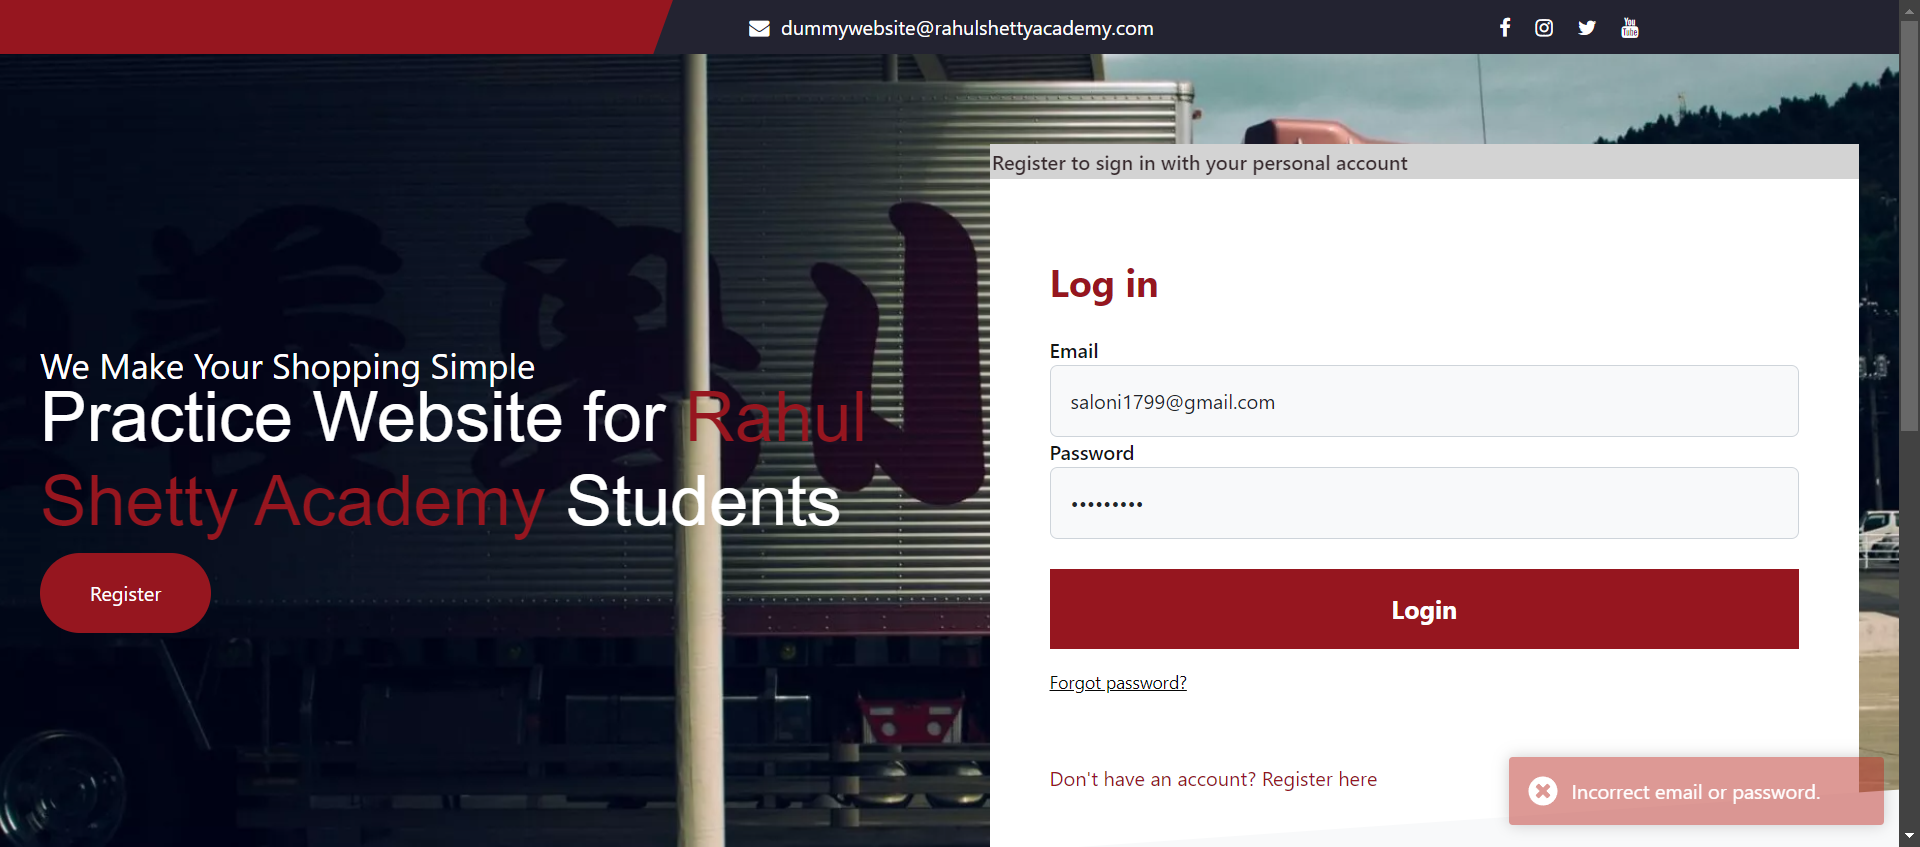 dummywebsite@rahulshettyacademy.com
Register to sign in with your personal account
We Make Your Shopping Simple
Practice Website for Rahul
Shetty Academy Students
Register
Log in
Email
saloni1799@gmail.com
Password
•••••••••
Login
Forgot password?
Don't have an account? Register here
Incorrect email or password.